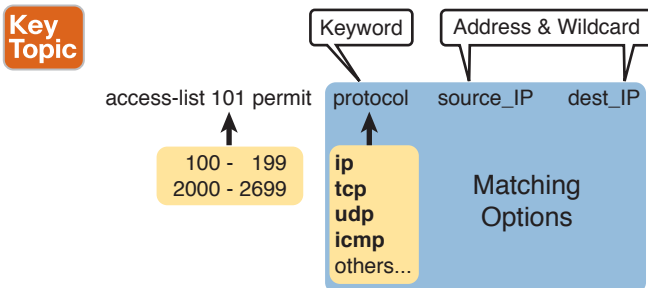 Key
Topic
Keyword
Address & Wildcard
access-list 101 permit protocol source_IP dest_IP
100 - 199
2000 - 2699
ip
tcp
udp
icmp
others...
Matching
Options